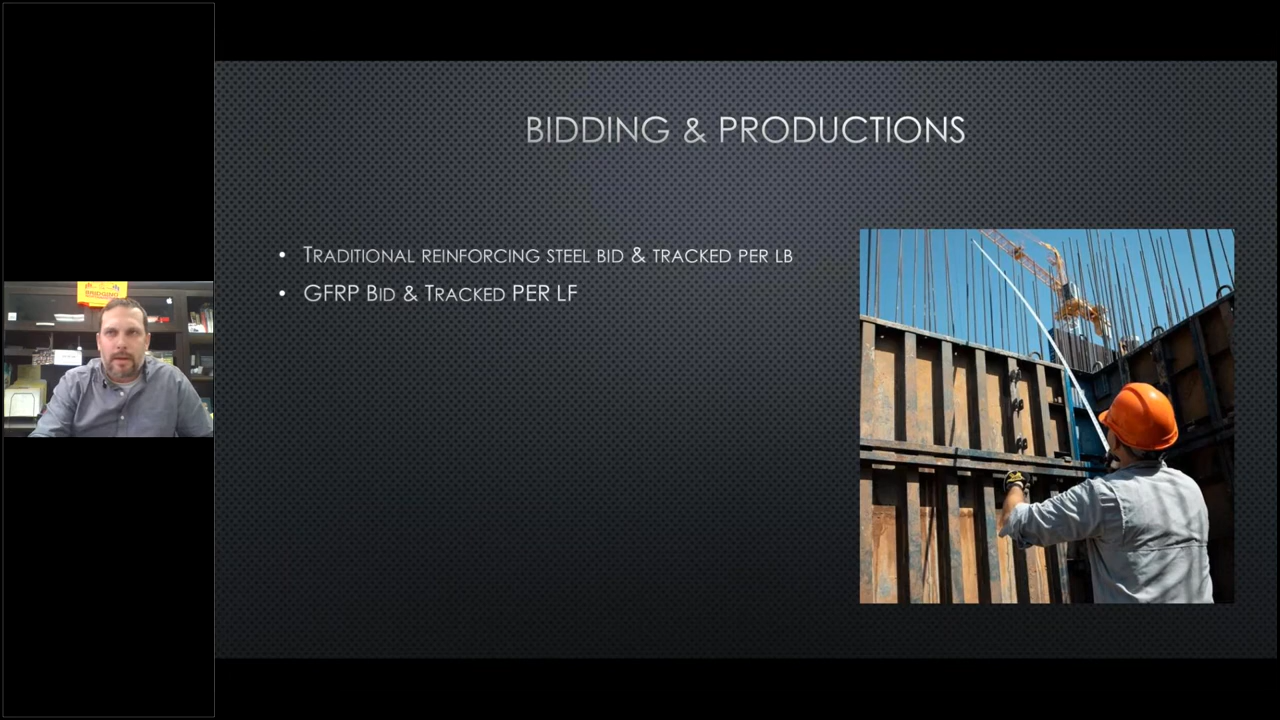 BIDDING & PRODUCTIONS
• TRADITIONAL REINFORCING STEEL BID & TRACKED PER LB
• GFRP BID & TRACKED PER LF